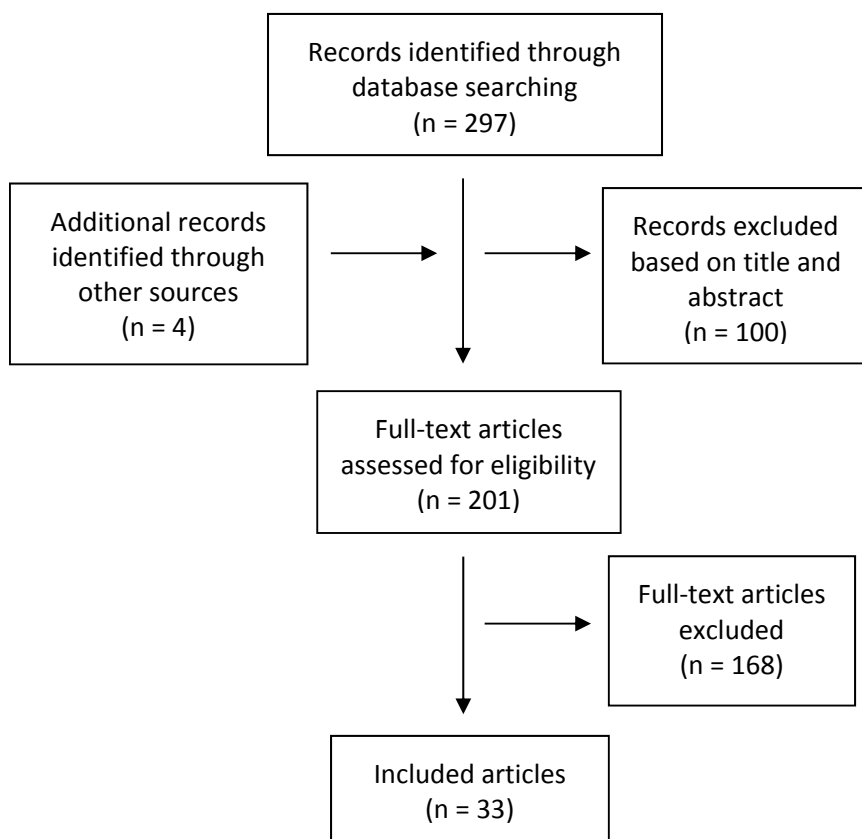 Records identified through
database searching
(n = 297)
Additional records
identified through
other sources
(n = 4)
Records excluded
based on title and
abstract
(n = 100)
Full-text articles
assessed for eligibility
(n = 201)
Full-text articles
excluded
(n = 168)
Included articles
(n = 33)